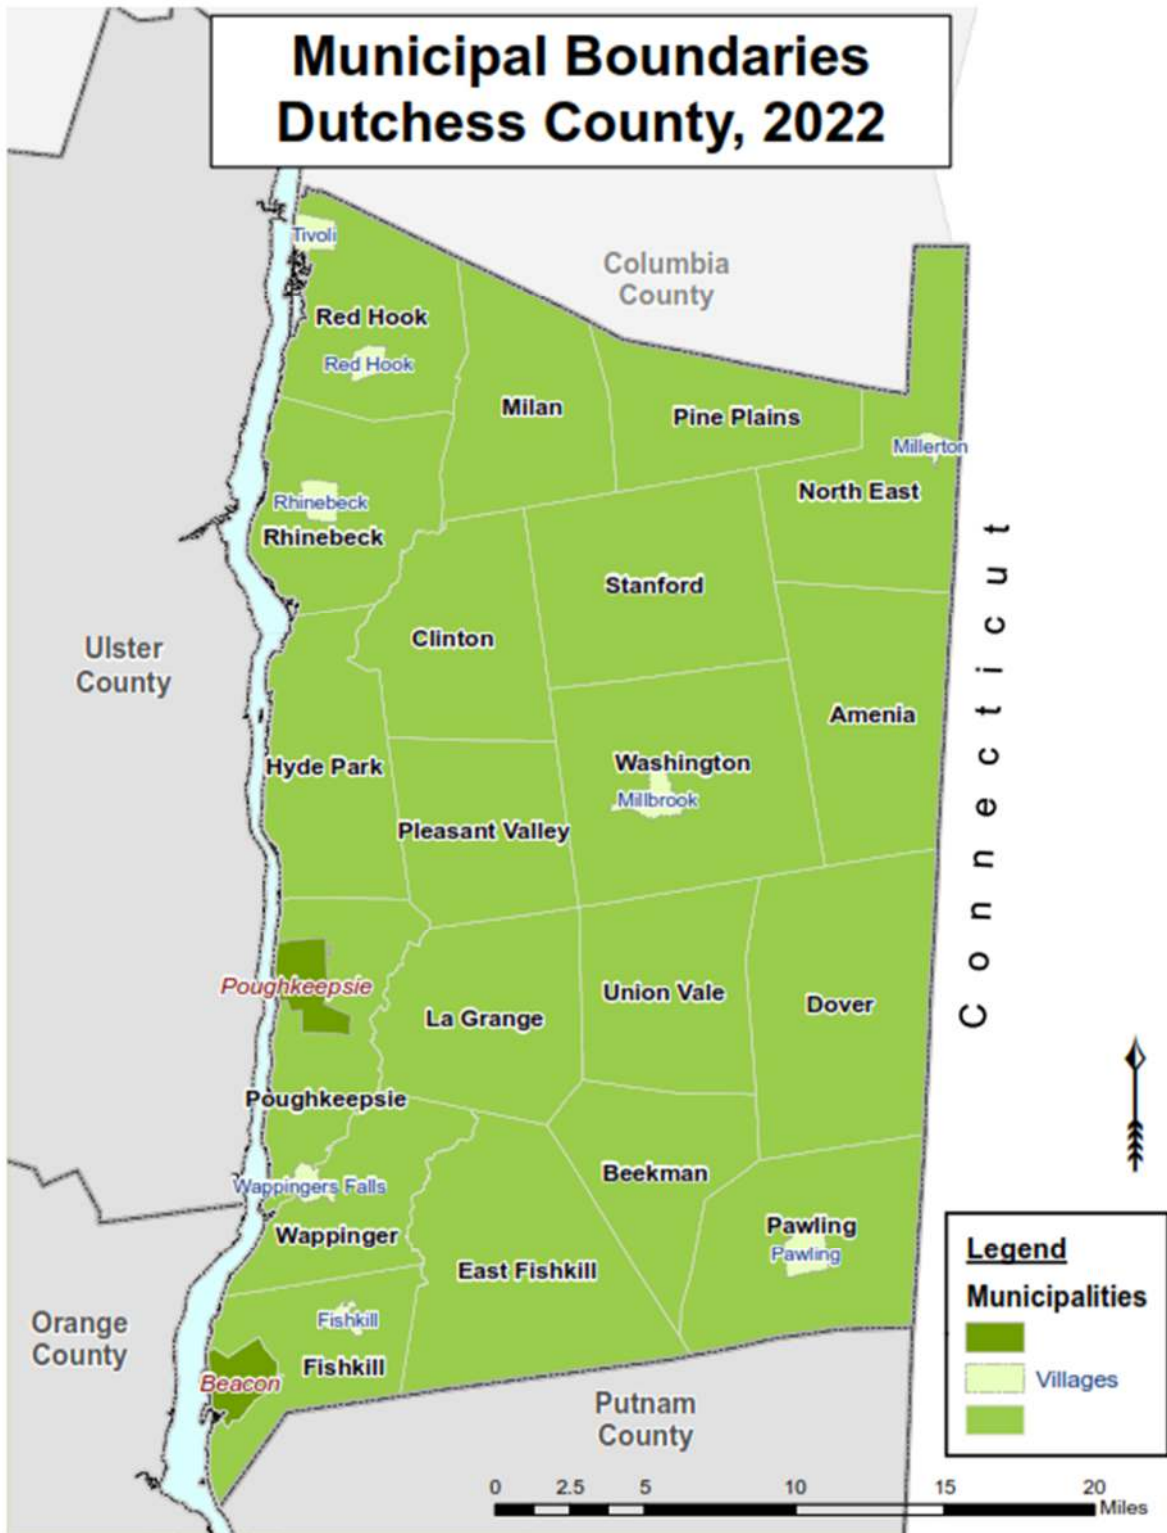 Municipal Boundaries
Dutchess County, 2022
Tivoli
Columbia
County
Red Hook
Red Hook
Milan
Pine Plains
Millerton
North East
Rhinebeck
Rhinebeck
Stanford
Clinton
Ulster
County
Amenia
Connecticut
Hyde Park
Washington
Millbrook
Pleasant Valley
Poughkeepsie
Union Vale
Dover
La Grange
Poughkeepsie
Beekman
Wappingers Falls
Pawling
Pawling
Wappinger
East Fishkill
Orange
County
Fishkill
Fishkill
Beacon
Putnam
County
Legend
Municipalities
Villages
0 2.5 5 10 15 20
Miles